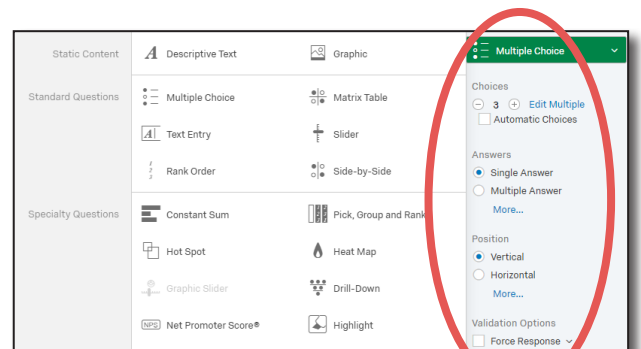 Static Content
A Descriptive Text
Graphic
Multiple Choice
Standard Questions
Multiple Choice
Matrix Table
Choices
3 Edit Multiple
Automatic Choices
A Text Entry
Slider
1
2
3
Rank Order
Side-by-Side
Answers
Single Answer
Multiple Answer
More...
Specialty Questions
Constant Sum
Pick, Group and Rank
Hot Spot
Heat Map
Position
Vertical
Horizontal
More...
Graphic Slider
Drill-Down
NPS Net Promoter Score®
Highlight
Validation Options
Force Response